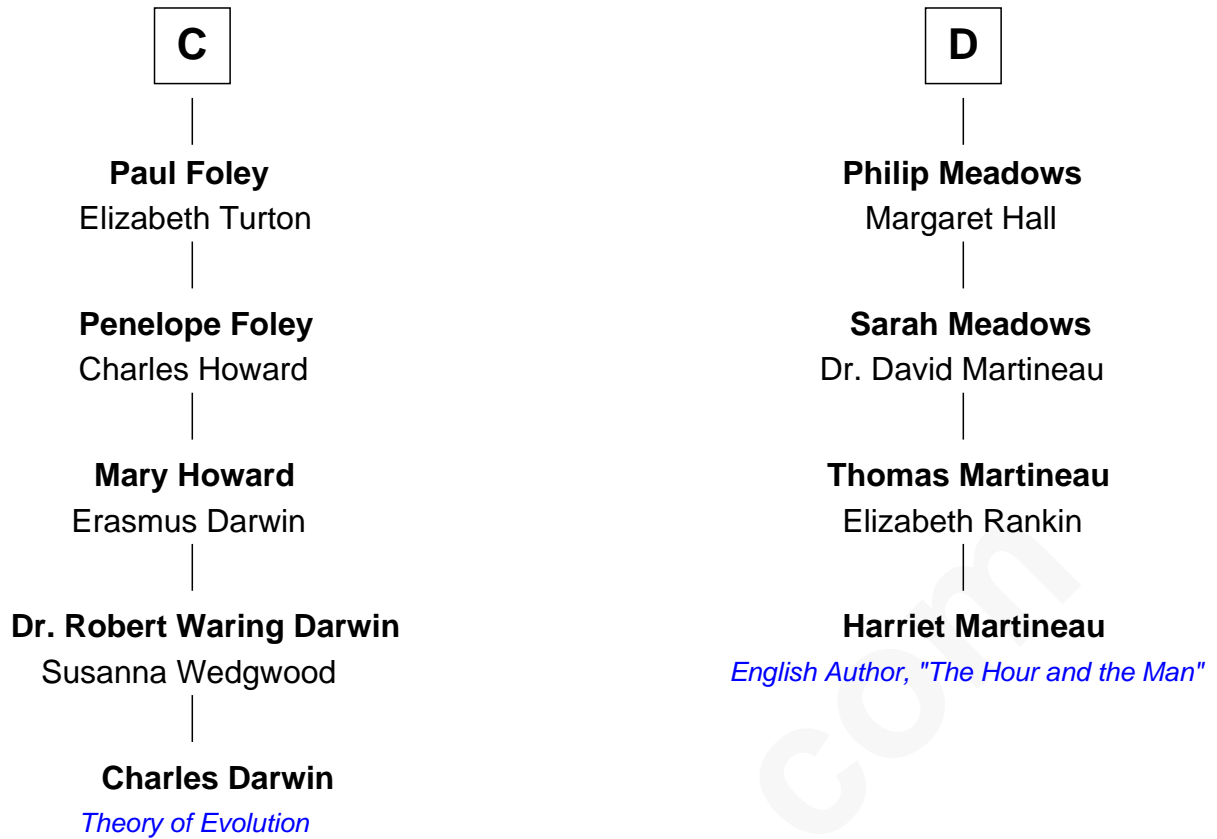 C
Paul Foley
Elizabeth Turton
Penelope Foley
Charles Howard
Mary Howard
Erasmus Darwin
Dr. Robert Waring Darwin
Susanna Wedgwood
Charles Darwin
Theory of Evolution
D
Philip Meadows
Margaret Hall
Sarah Meadows
Dr. David Martineau
Thomas Martineau
Elizabeth Rankin
Harriet Martineau
English Author, "The Hour and the Man"
com